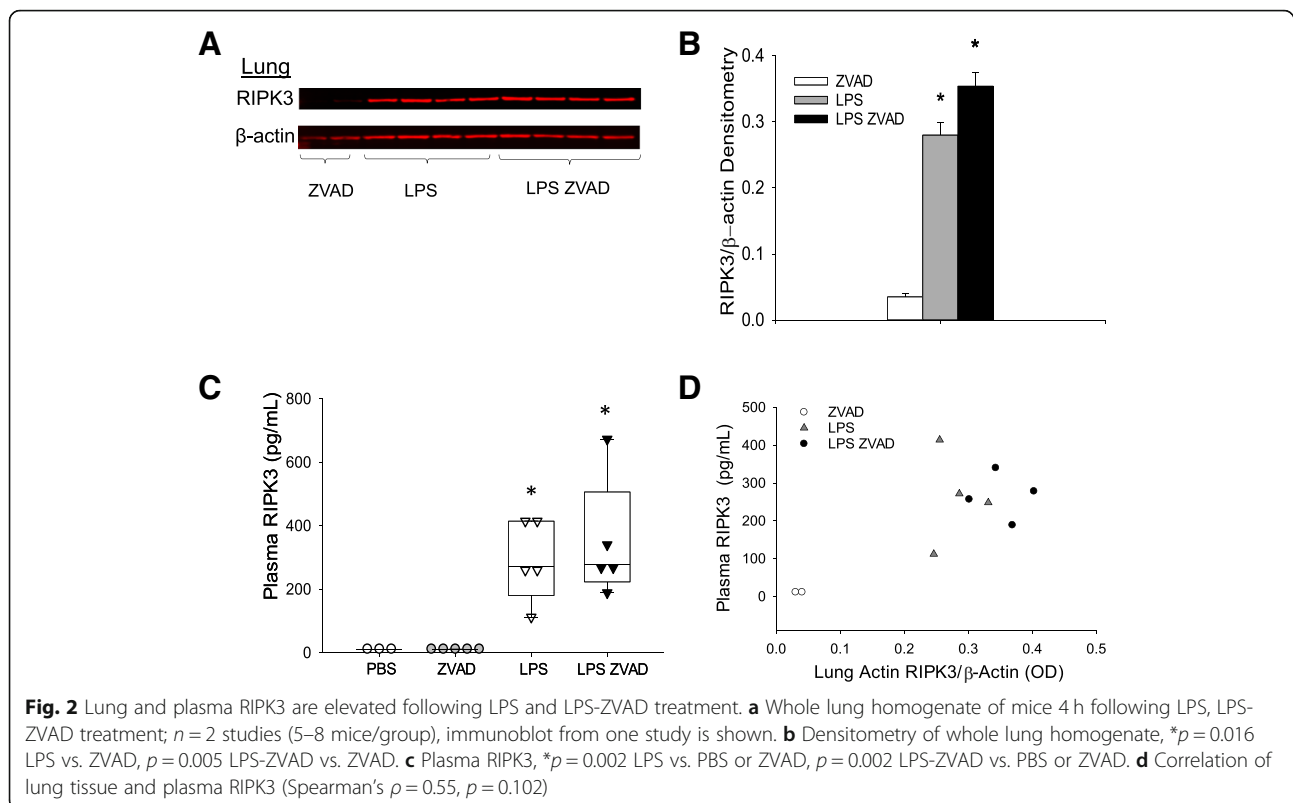 A
Lung
RIPK3
β-actin
ZVAD
LPS
LPS ZVAD
B
*
*
ZVAD
LPS
LPS ZVAD
RIPK3/β–actin Densitometry
0.4
0.3
0.2
0.1
0.0
C
Plasma RIPK3 (pg/mL)
800
600
400
200
0
*
*
PBS
ZVAD
LPS
LPS ZVAD
D
ZVAD
LPS
LPS ZVAD
Plasma RIPK3 (pg/mL)
500
400
300
200
100
0
0.0 0.1 0.2 0.3 0.4 0.5
Lung Actin RIPK3/β-Actin (OD)
Fig. 2 Lung and plasma RIPK3 are elevated following LPS and LPS-ZVAD treatment. a Whole lung homogenate of mice 4 h following LPS, LPS-
ZVAD treatment; n = 2 studies (5–8 mice/group), immunoblot from one study is shown. b Densitometry of whole lung homogenate, *p = 0.016
LPS vs. ZVAD, p = 0.005 LPS-ZVAD vs. ZVAD. c Plasma RIPK3, *p = 0.002 LPS vs. PBS or ZVAD, p = 0.002 LPS-ZVAD vs. PBS or ZVAD. d Correlation of
lung tissue and plasma RIPK3 (Spearman's ρ = 0.55, p = 0.102)